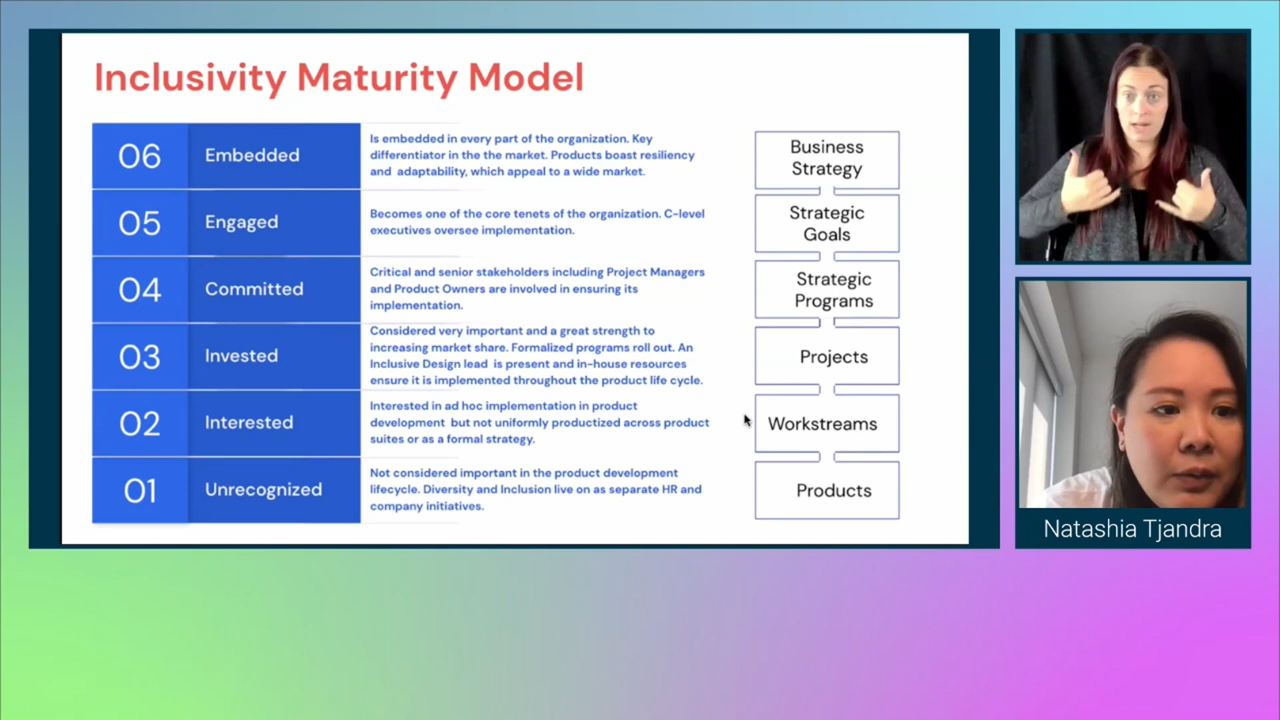 Inclusivity Maturity Model
06
Embedded
Is embedded in every part of the organization. Key
differentiator in the the market. Products boast resiliency
and adaptability, which appeal to a wide market.
Business
Strategy
05
Engaged
Becomes one of the core tenets of the organization. C-level
executives oversee implementation.
Strategic
Goals
04
Committed
Critical and senior stakeholders including Project Managers
and Product Owners are involved in ensuring its
implementation.
Strategic
Programs
03
Invested
Considered very important and a great strength to
increasing market share. Formalized programs roll out. An
Inclusive Design lead is present and in-house resources
ensure it is implemented throughout the product life cycle.
Projects
02
Interested
Interested in ad hoc implementation in product
development but not uniformly productized across product
suites or as a formal strategy.
Workstreams
01
Unrecognized
Not considered important in the product development
lifecycle. Diversity and Inclusion live on as separate HR and
company initiatives.
Products
Natashia Tjandra